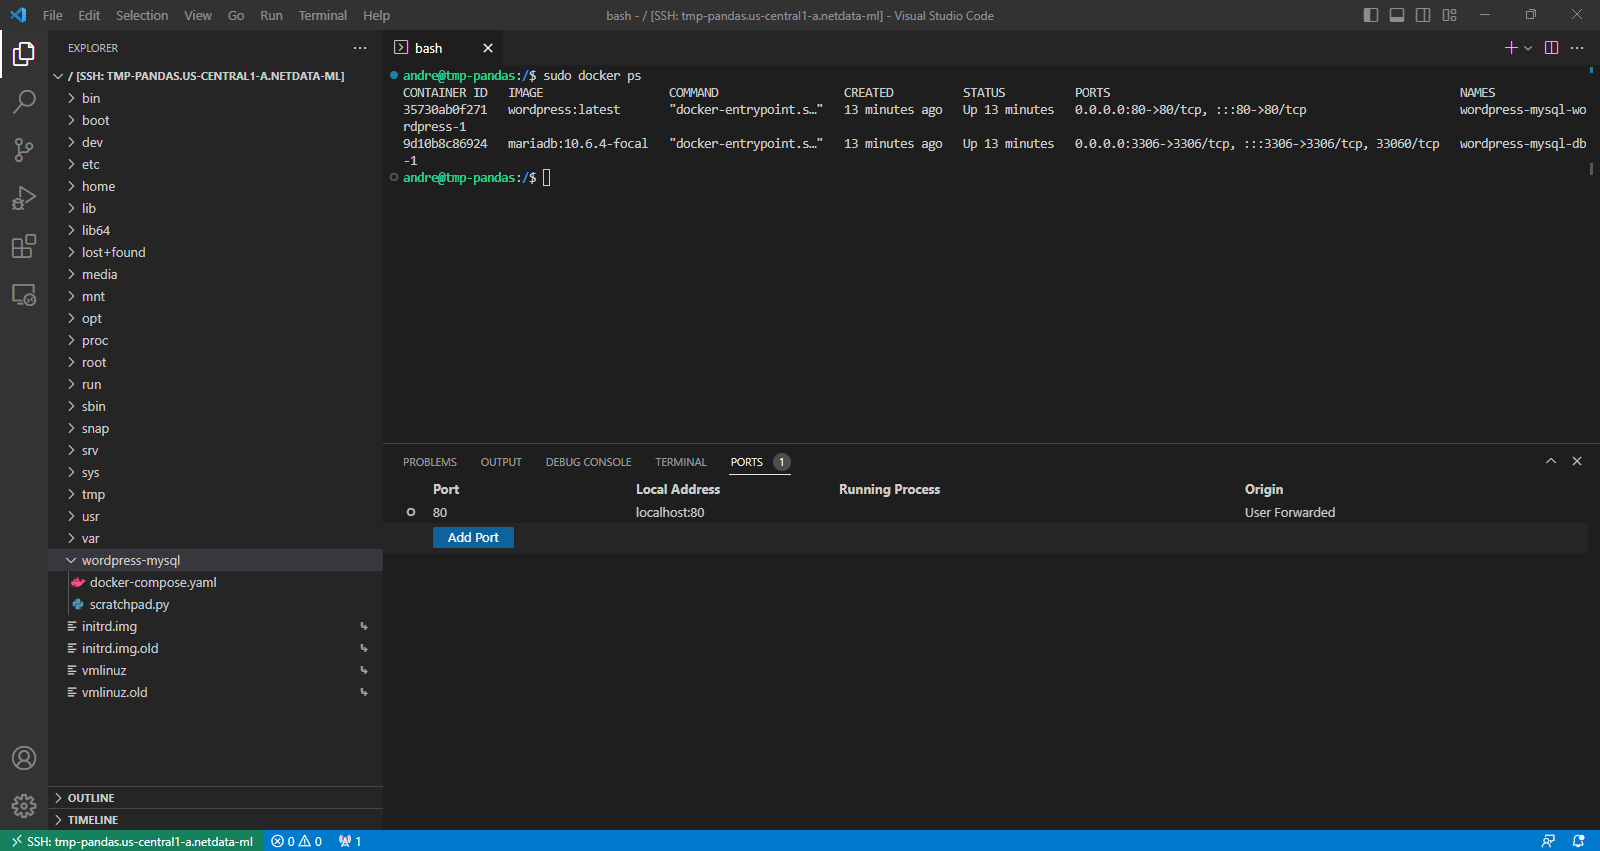 File Edit Selection View Go Run Terminal Help
bash - / [SSH: tmp-pandas.us-central1-a.netdata-ml] - Visual Studio Code
EXPLORER
/ [SSH: TMP-PANDAS.US-CENTRAL1-A.NETDATA-ML]
bin
boot
dev
etc
home
lib
lib64
lost+found
media
mnt
opt
proc
root
run
sbin
snap
srv
sys
tmp
usr
var
wordpress-mysql
docker-compose.yaml
scratchpad.py
initrd.img
initrd.img.old
vmlinuz
vmlinuz.old
OUTLINE
TIMELINE
bash
andre@tmp-pandas:/$ sudo docker ps
CONTAINER ID IMAGE COMMAND CREATED STATUS PORTS NAMES
35730ab0f271 wordpress:latest "docker-entrypoint.s…" 13 minutes ago Up 13 minutes 0.0.0.0:80->80/tcp, :::80->80/tcp wordpress-mysql-wo
rdpress-1
9d10b8c86924 mariadb:10.6.4-focal "docker-entrypoint.s…" 13 minutes ago Up 13 minutes 0.0.0.0:3306->3306/tcp, :::3306->3306/tcp, 33060/tcp wordpress-mysql-db
-1
andre@tmp-pandas:/$
PROBLEMS OUTPUT DEBUG CONSOLE TERMINAL PORTS 1
Port Local Address Running Process Origin
80 localhost:80 User Forwarded
Add Port
SSH: tmp-pandas.us-central1-a.netdata-ml 0 0 1